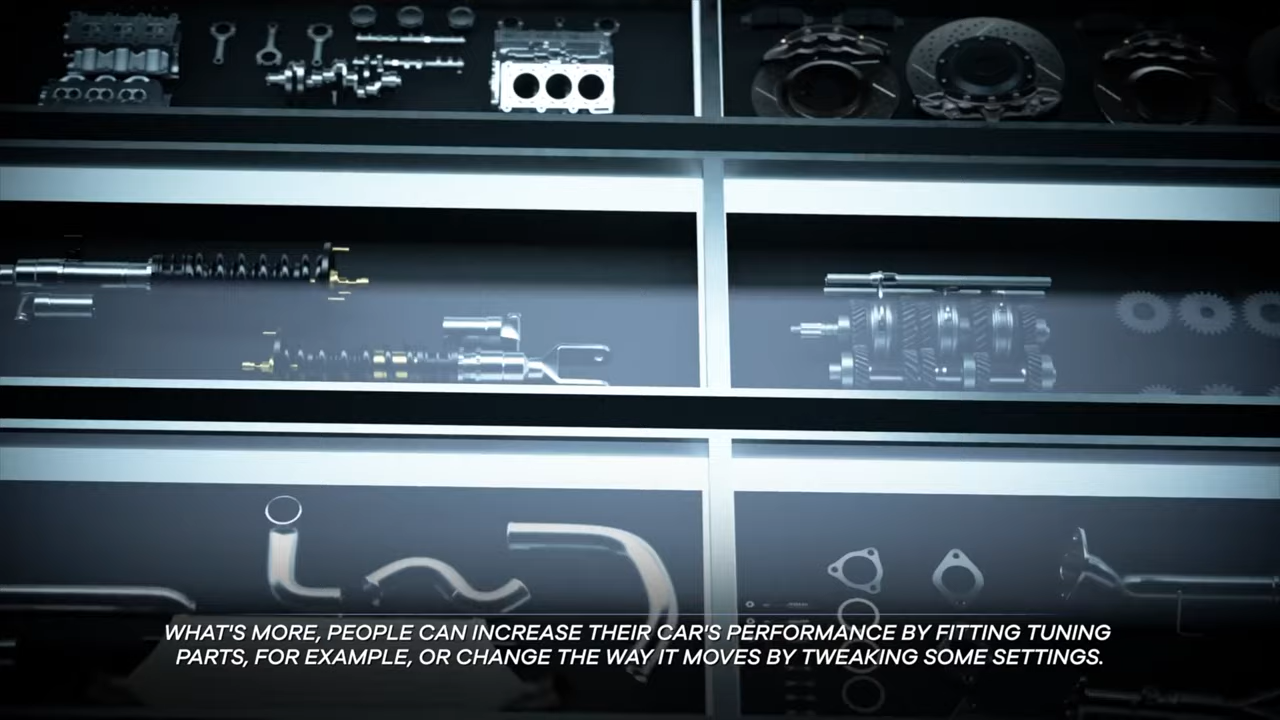 WHAT'S MORE, PEOPLE CAN INCREASE THEIR CAR'S PERFORMANCE BY FITTING TUNING
PARTS, FOR EXAMPLE, OR CHANGE THE WAY IT MOVES BY TWEAKING SOME SETTINGS.